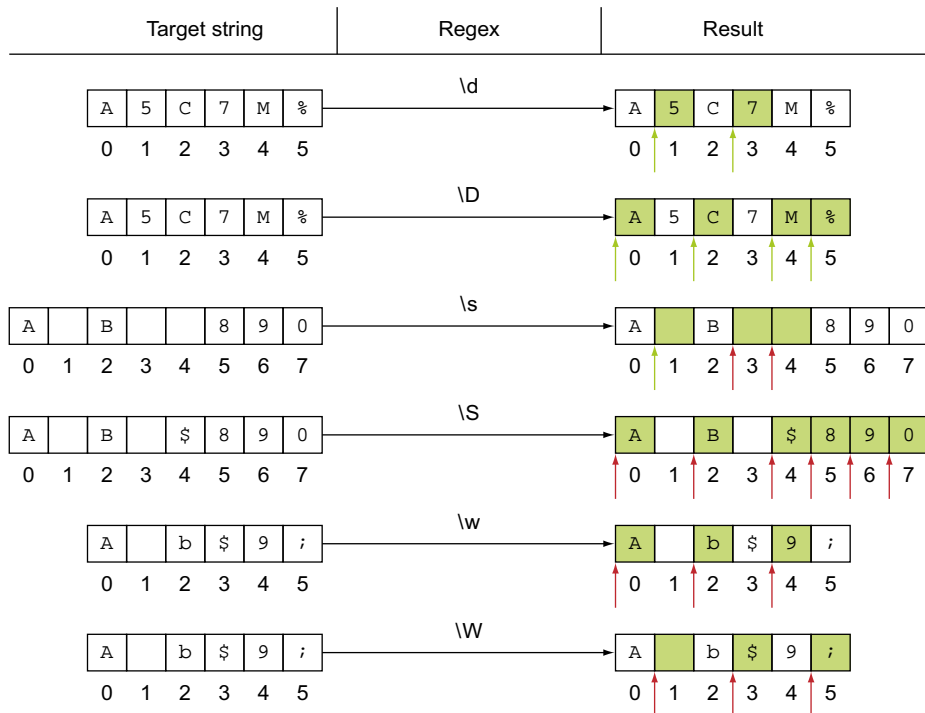 Target string Regex Result
\d
A 5 C 7 M % A 5 C 7 M %
0 1 2 3 4 5 0 1 2 3 4 5
\D
A 5 C 7 M % A 5 C 7 M %
0 1 2 3 4 5 0 1 2 3 4 5
\s
A B 8 9 0 A B 8 9 0
0 1 2 3 4 5 6 7 0 1 2 3 4 5 6 7
\S
A B $ 8 9 0 A B $ 8 9 0
0 1 2 3 4 5 6 7 0 1 2 3 4 5 6 7
\w
A b $ 9 ; A b $ 9 ;
0 1 2 3 4 5 0 1 2 3 4 5
\W
A b $ 9 ; A b $ 9 ;
0 1 2 3 4 5 0 1 2 3 4 5